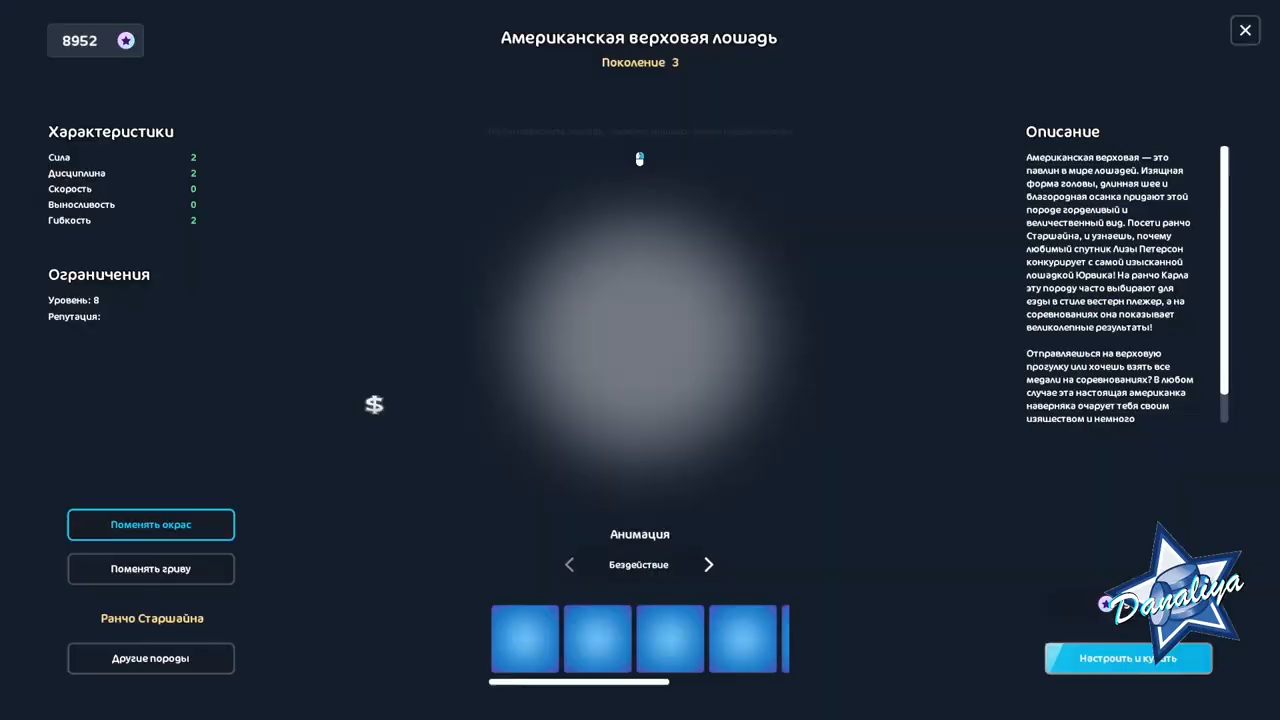 8952
Американская верховая лошадь
Поколение 3
Характеристики
Сила 2
Дисциплина 2
Скорость 0
Выносливость 0
Гибкость 2
Ограничения
Уровень: 8
Репутация:
$
Поменять окрас
Поменять гриву
Ранчо Старшайна
Другие породы
Анимация
Бездействие
Описание
Американская верховая — это
павлин в мире лошадей. Изящная
форма головы, длинная шее и
благородная осанка придают этой
породе горделивый и
величественный вид. Посети ранчо
Старшайна, и узнаешь, почему
любимый спутник Лизы Петерсон
конкурирует с самой изысканной
лошадкой Юрвика! На ранчо Карла
эту породу часто выбирают для
езды в стиле вестерн плежер, а на
соревнованиях она показывает
великолепные результаты!
Отправляешься на верховую
прогулку или хочешь взять все
медали на соревнованиях? В любом
случае эта настоящая американка
наверняка очарует тебя своим
изяществом и немного
Danaliya
Настроить и купить